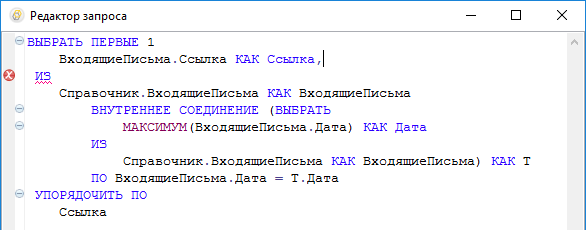 Редактор запроса
ВЫБРАТЬ ПЕРВЫЕ 1
ВходящиеПисьма.Ссылка КАК Ссылка,
ИЗ
Справочник.ВходящиеПисьма КАК ВходящиеПисьма
ВНУТРЕННЕЕ СОЕДИНЕНИЕ (ВЫБРАТЬ
МАКСИМУМ(ВходящиеПисьма.Дата) КАК Дата
ИЗ
Справочник.ВходящиеПисьма КАК ВходящиеПисьма) КАК Т
ПО ВходящиеПисьма.Дата = Т.Дата
УПОРЯДОЧИТЬ ПО
Ссылка